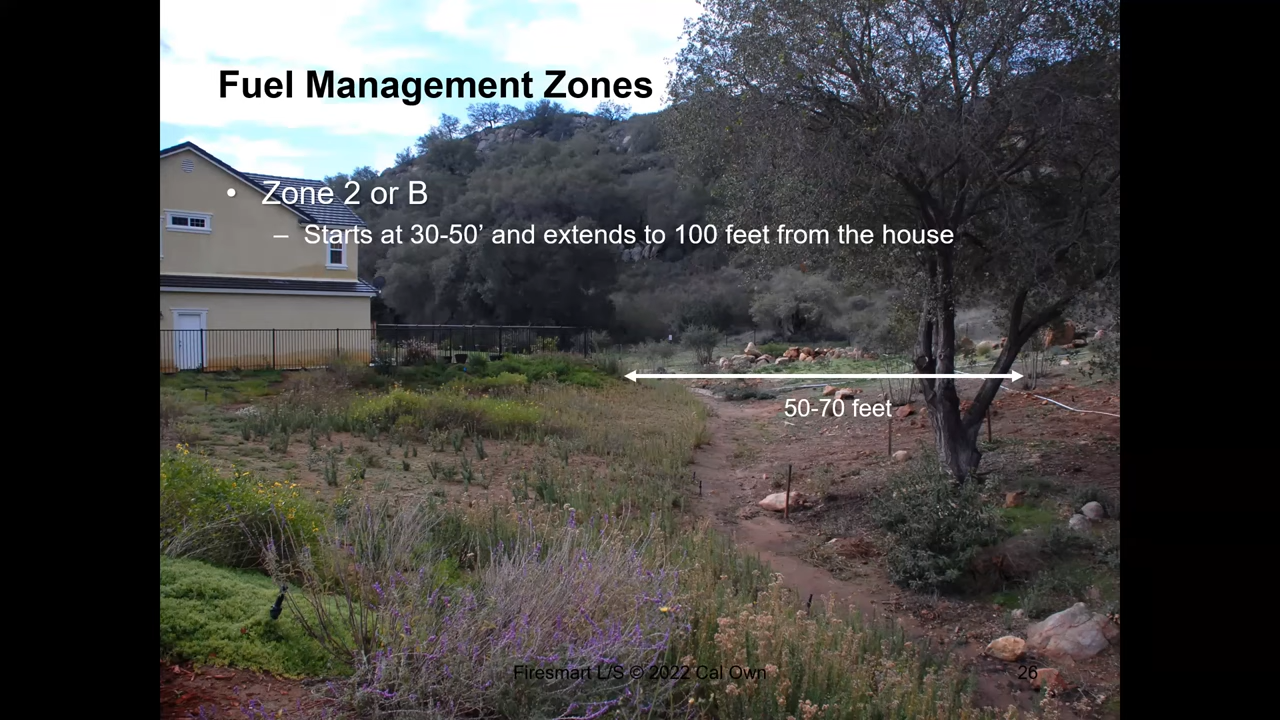 Fuel Management Zones
• Zone 2 or B
– Starts at 30-50’ and extends to 100 feet from the house
50-70 feet
Firesmart L/S © 2022 Cal Own
26